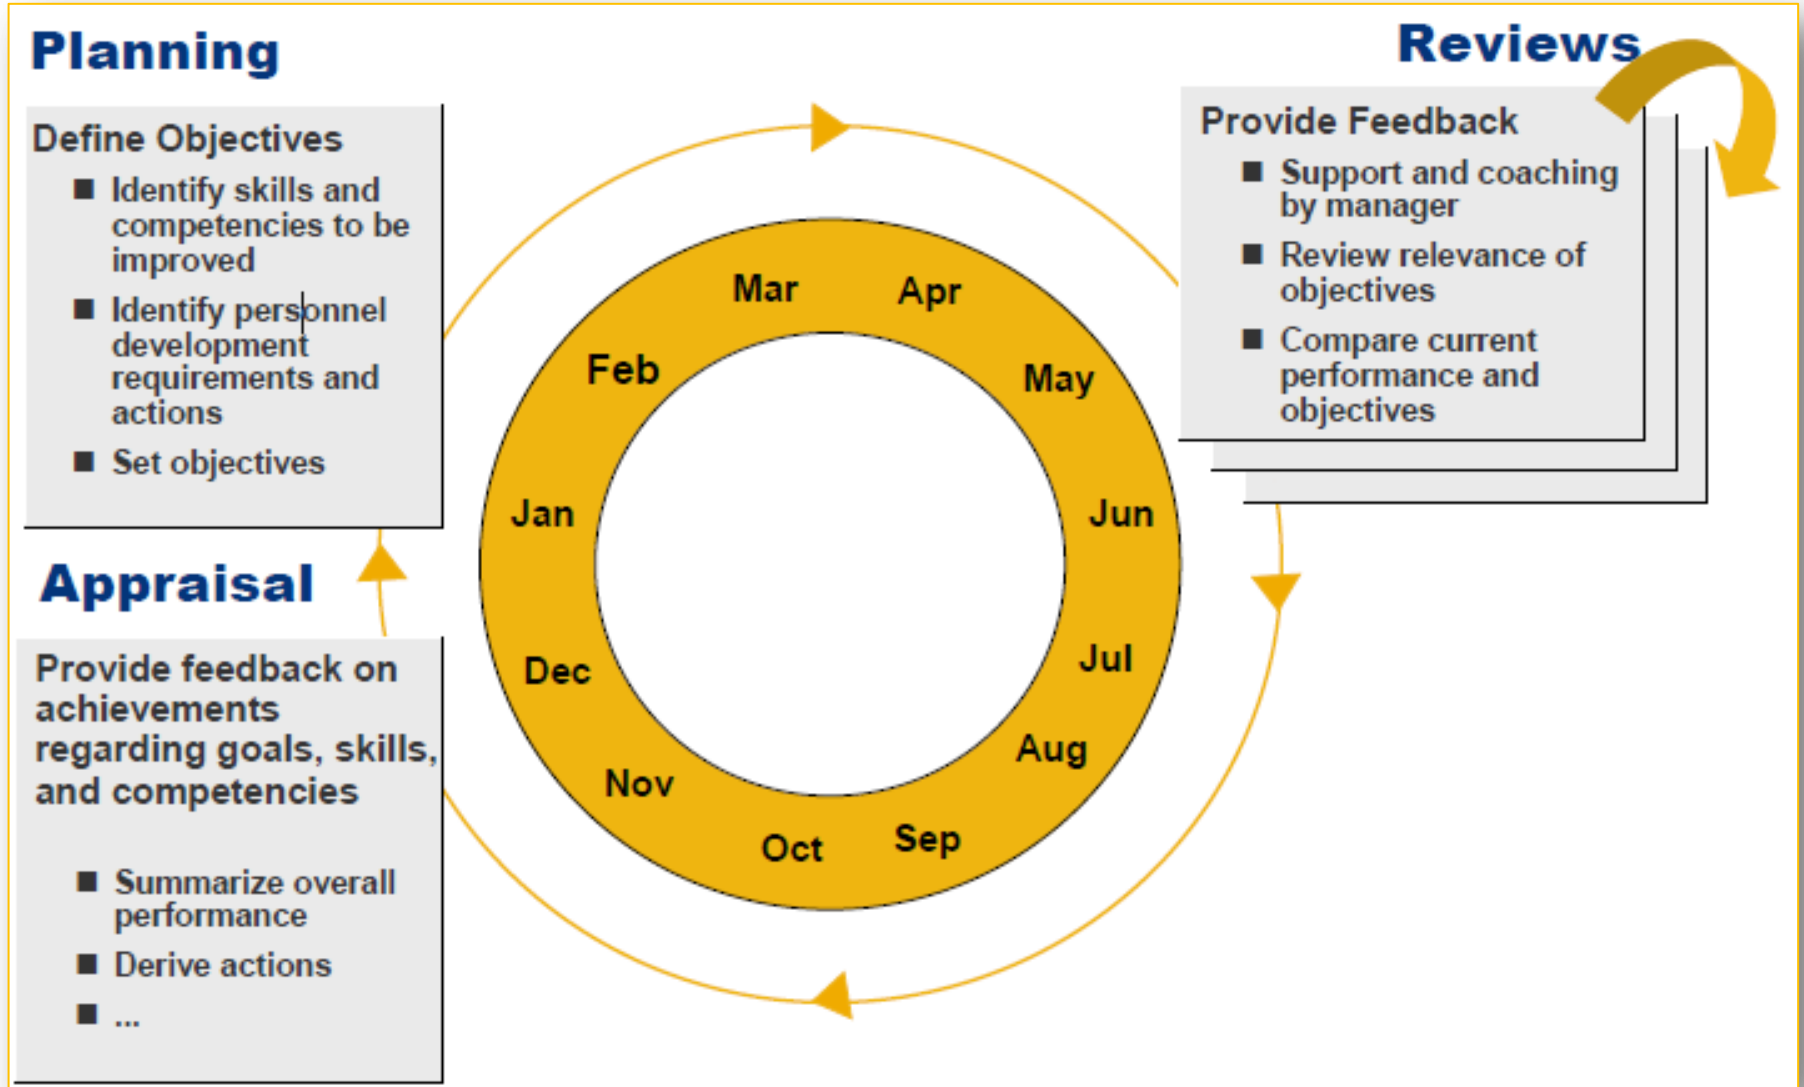 Planning
Define Objectives
■ Identify skills and
competencies to be
improved
■ Identify personnel
development
requirements and
actions
■ Set objectives
Appraisal
Provide feedback on
achievements
regarding goals, skills,
and competencies
■ Summarize overall
performance
■ Derive actions
■ ...
Reviews
Provide Feedback
■ Support and coaching
by manager
■ Review relevance of
objectives
■ Compare current
performance and
objectives
Jan
Feb
Mar
Apr
May
Jun
Jul
Aug
Sep
Oct
Nov
Dec